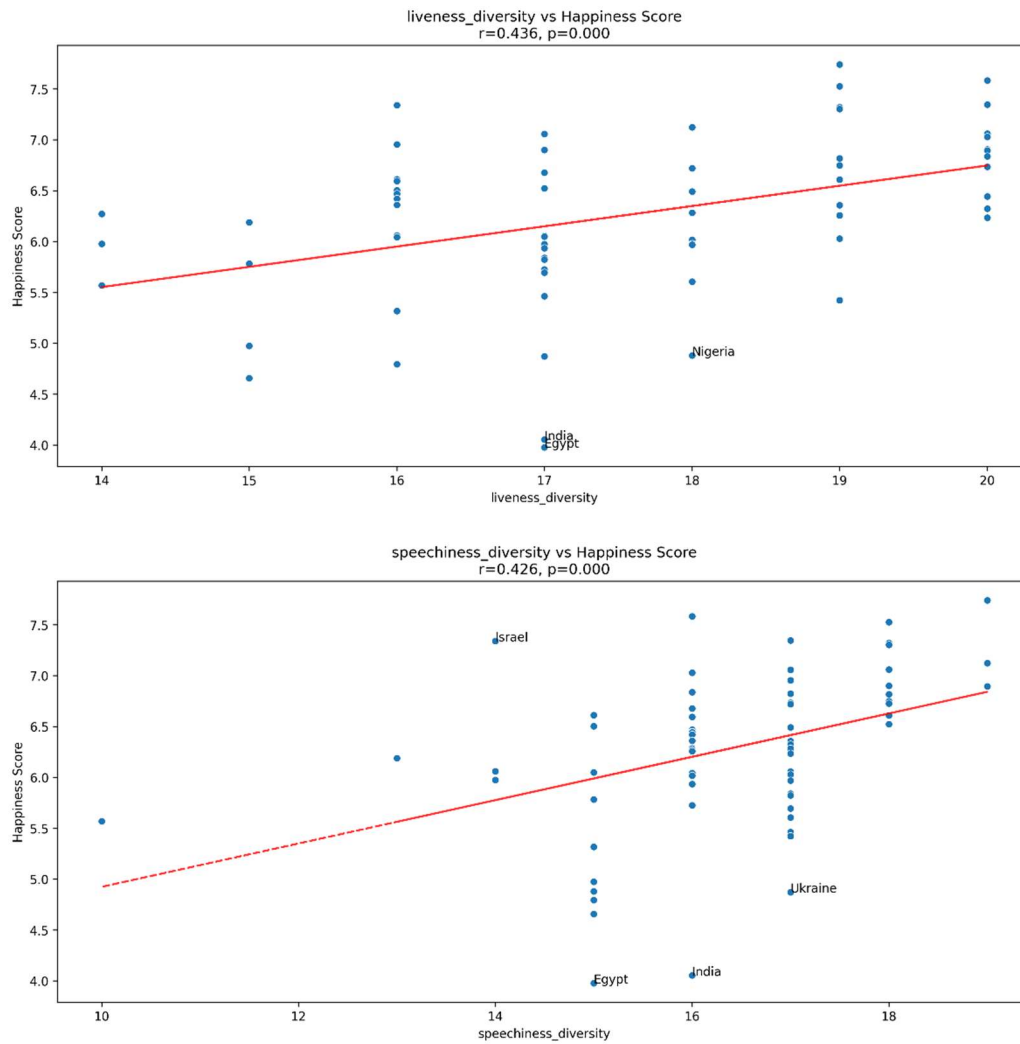 liveness_diversity vs Happiness Score
r=0.436, p=0.000
Happiness Score
7.5
7.0
6.5
6.0
5.5
5.0
4.5
4.0
Nigeria
India
Egypt
14 15 16 17 18 19 20
liveness_diversity
speechiness_diversity vs Happiness Score
r=0.426, p=0.000
Happiness Score
7.5
7.0
6.5
6.0
5.5
5.0
4.5
4.0
Israel
Ukraine
India
Egypt
10 12 14 16 18
speechiness_diversity